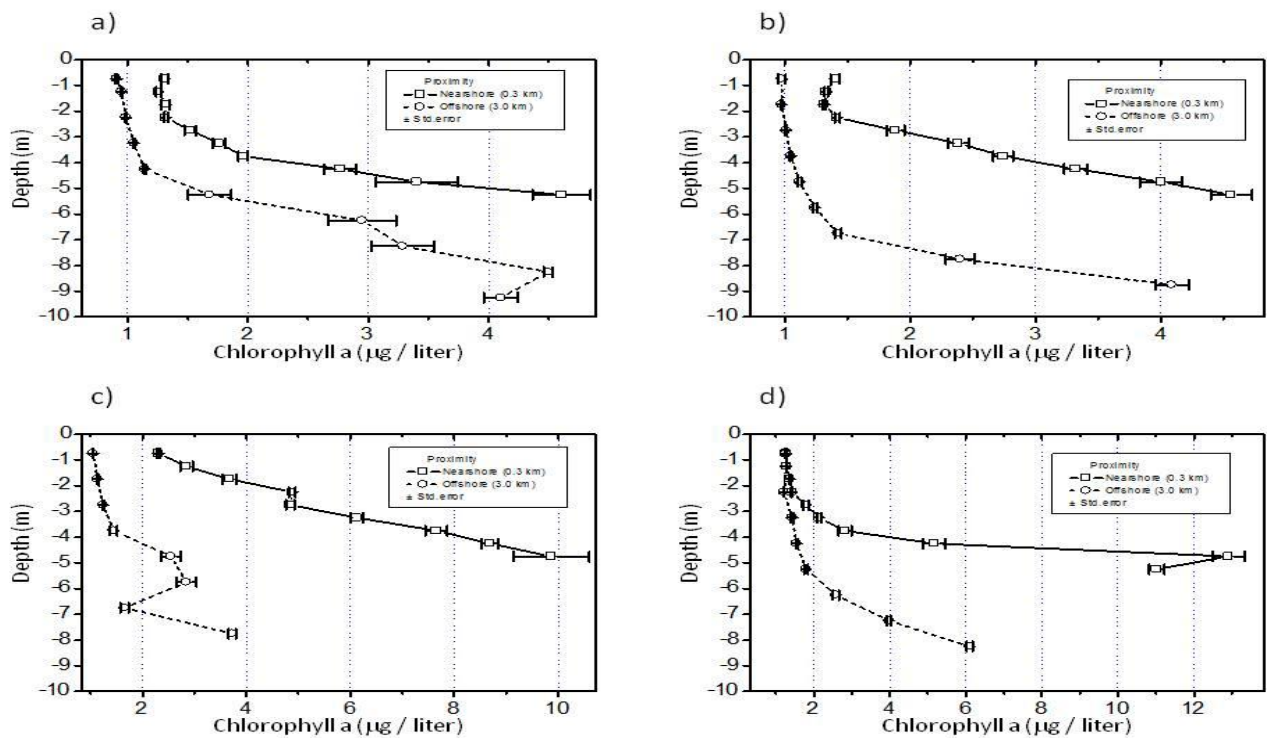 a)
0
-1
-2
-3
-4
-5
-6
-7
-8
-9
-10
Depth (m)
Proximity
Nearshore (0.3 km)
Offshore (3.0 km)
± Std.error
1 2 3 4
Chlorophyll a (μg / liter)
b)
0
-1
-2
-3
-4
-5
-6
-7
-8
-9
-10
Depth (m)
Proximity
Nearshore (0.3 km)
Offshore (3.0 km)
± Std.error
1 2 3 4
Chlorophyll a (μg / liter)
c)
0
-1
-2
-3
-4
-5
-6
-7
-8
-9
-10
Depth (m)
Proximity
Nearshore (0.3 km)
Offshore (3.0 km)
± Std.error
2 4 6 8 10
Chlorophyll a (μg / liter)
d)
0
-1
-2
-3
-4
-5
-6
-7
-8
-9
-10
Depth (m)
Proximity
Nearshore (0.3 km)
Offshore (3.0 km)
± Std.error
2 4 6 8 10 12
Chlorophyll a (μg / liter)